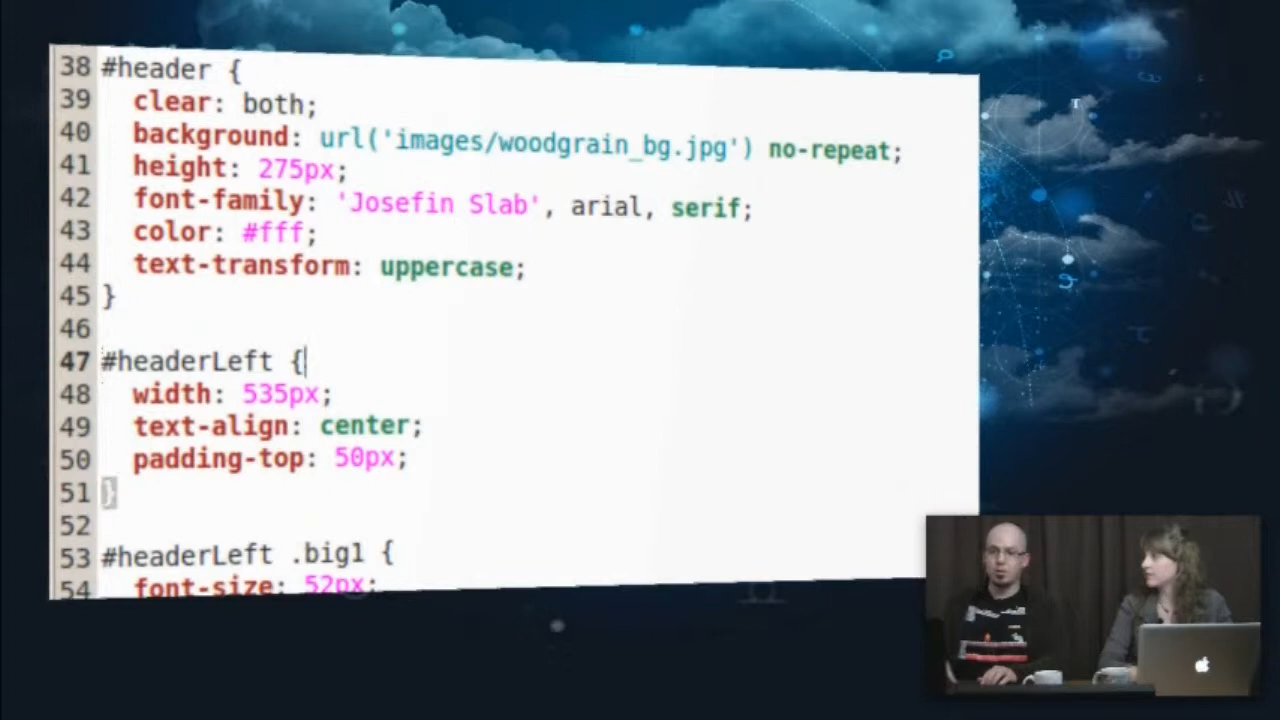 38 #header {
39 clear: both;
40 background: url('images/woodgrain_bg.jpg') no-repeat;
41 height: 275px;
42 font-family: 'Josefin Slab', arial, serif;
43 color: #fff;
44 text-transform: uppercase;
45 }
46
47 #headerLeft {
48 width: 535px;
49 text-align: center;
50 padding-top: 50px;
51 }
52
53 #headerLeft .big1 {
54 font-size: 52px;